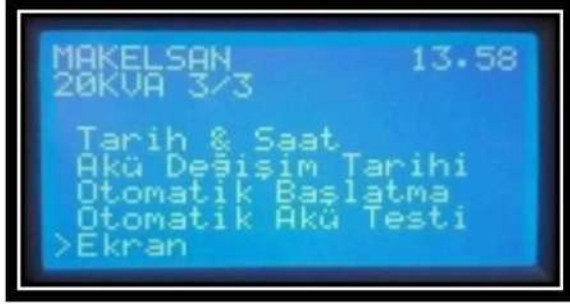 MAKELSAN 13.58
20KVA 3/3
Tarih & Saat
Akü Değişim Tarihi
Otomatik Başlatma
Otomatik Akü Testi
>Ekran